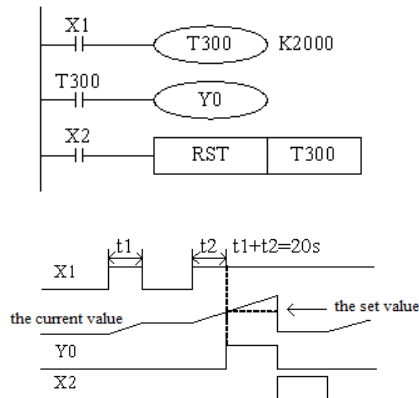 X1
T300 K2000
T300
Y0
X2
RST T300
t1 t2 t1+t2=20s
X1
the set value
the current value
Y0
X2